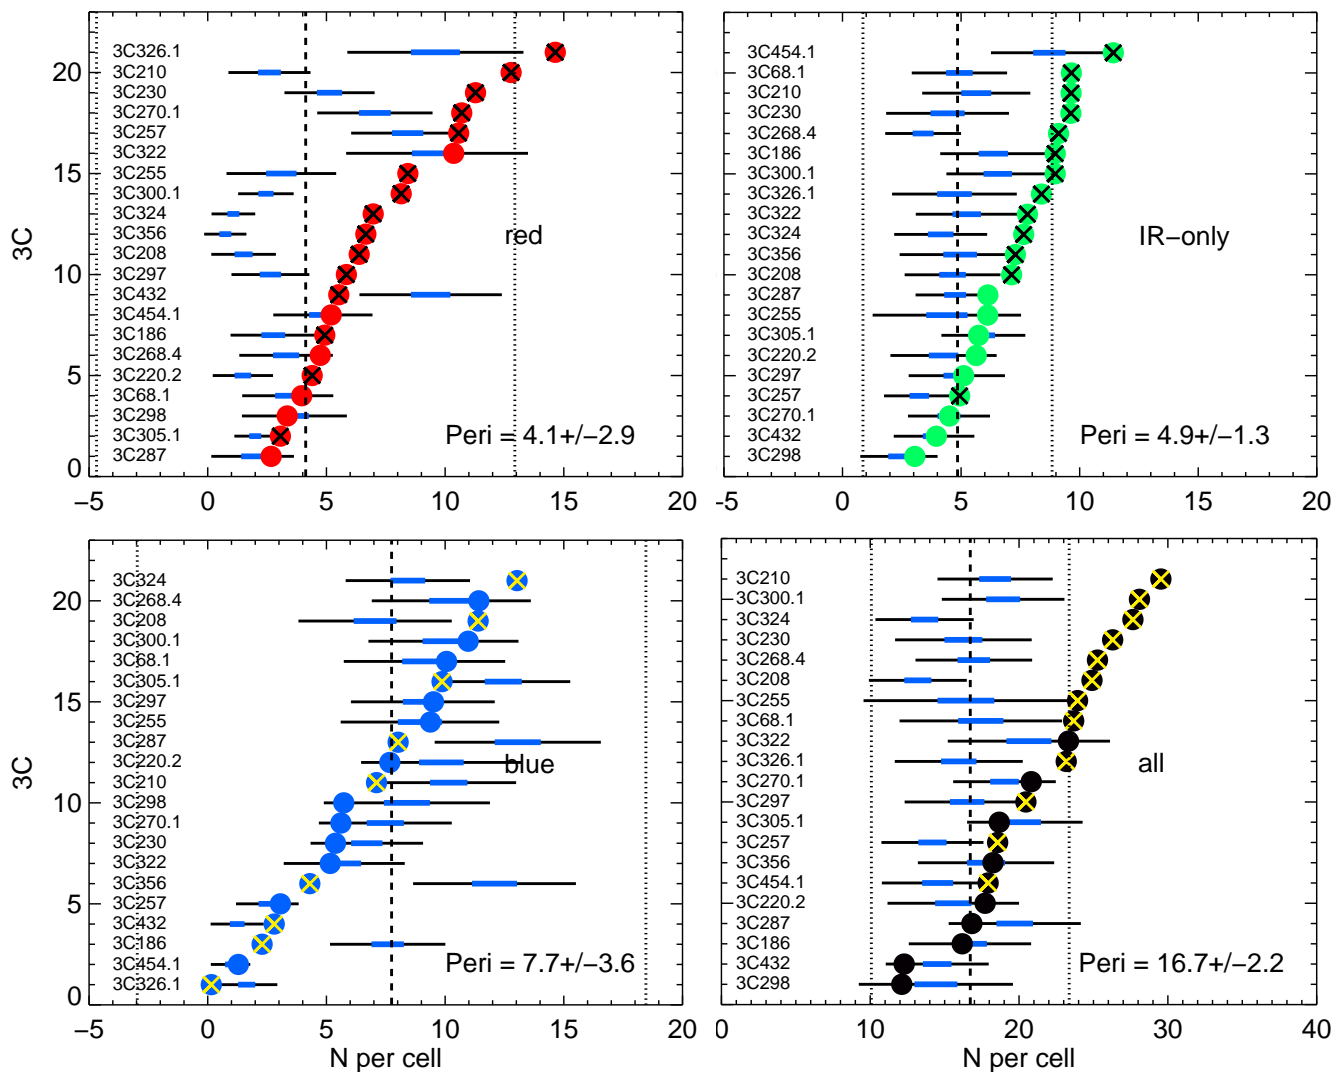 3C
20
15
10
5
0
3C326.1
3C210
3C230
3C270.1
3C257
3C322
3C255
3C300.1
3C324
3C356
3C208
3C297
3C432
3C454.1
3C186
3C268.4
3C220.2
3C68.1
3C298
3C305.1
3C287
red
Peri = 4.1+/−2.9
−5 0 5 10 15 20
3C454.1
3C68.1
3C210
3C230
3C268.4
3C186
3C300.1
3C326.1
3C322
3C324
3C356
3C208
3C287
3C255
3C305.1
3C220.2
3C297
3C257
3C270.1
3C432
3C298
IR−only
Peri = 4.9+/−1.3
-5 0 5 10 15 20
3C
20
15
10
5
0
3C324
3C268.4
3C208
3C300.1
3C68.1
3C305.1
3C297
3C255
3C287
3C220.2
3C210
3C298
3C270.1
3C230
3C322
3C356
3C257
3C432
3C186
3C454.1
3C326.1
blue
Peri = 7.7+/−3.6
−5 0 5 10 15 20
N per cell
3C210
3C300.1
3C324
3C230
3C268.4
3C208
3C255
3C68.1
3C322
3C326.1
3C270.1
3C297
3C305.1
3C257
3C356
3C454.1
3C220.2
3C287
3C186
3C432
3C298
all
Peri = 16.7+/−2.2
0 10 20 30 40
N per cell